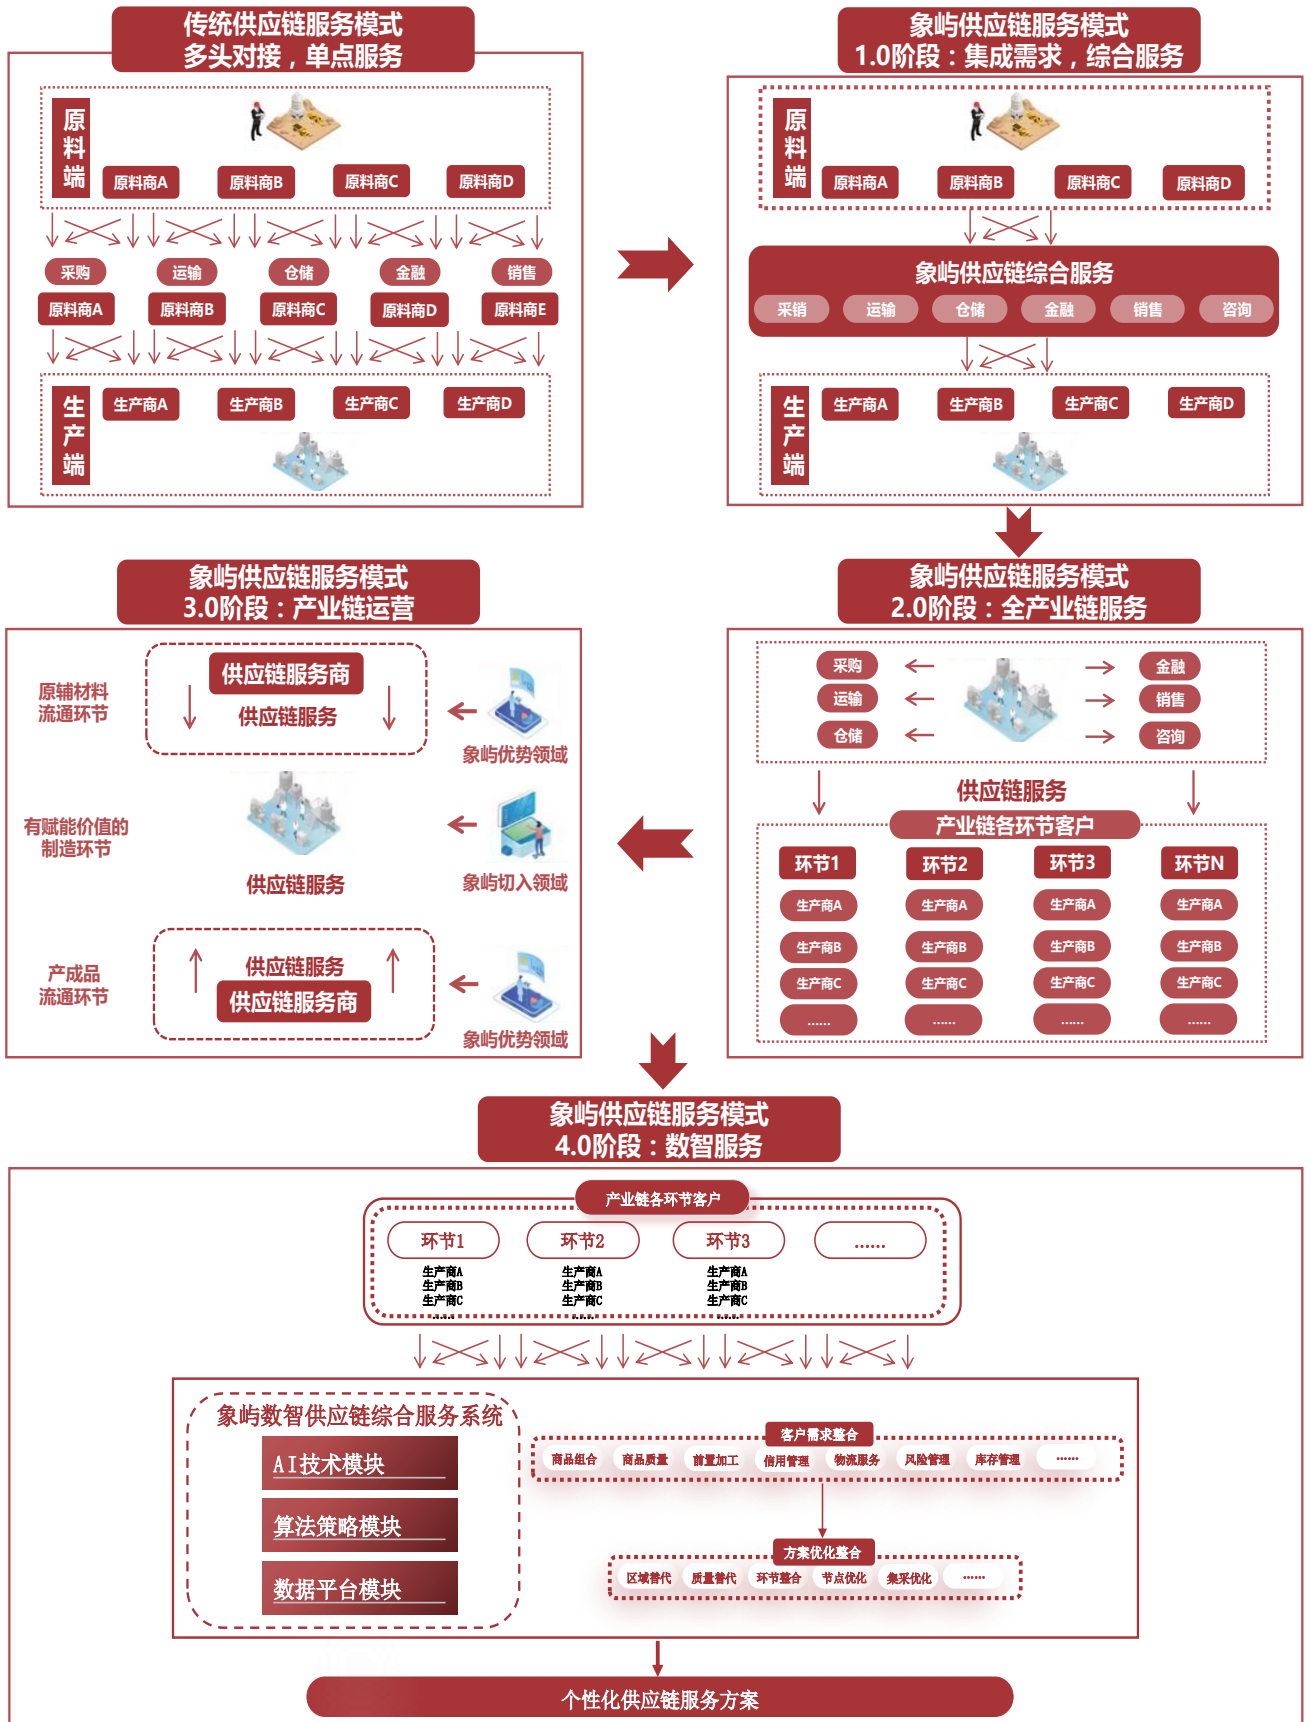 传统供应链服务模式
多头对接，单点服务
原料端
原料商A 原料商B 原料商C 原料商D
采购 运输 仓储 金融 销售
原料商A 原料商B 原料商C 原料商D 原料商E
生产端
生产商A 生产商B 生产商C 生产商D
象屿供应链服务模式
1.0阶段：集成需求，综合服务
原料端
原料商A 原料商B 原料商C 原料商D
象屿供应链综合服务
采销 运输 仓储 金融 销售 咨询
生产端
生产商A 生产商B 生产商C 生产商D
象屿供应链服务模式
2.0阶段：全产业链服务
采购 金融
运输 销售
仓储 咨询
供应链服务
产业链各环节客户
环节1 环节2 环节3 环节N
生产商A 生产商A 生产商A 生产商A
生产商B 生产商B 生产商B 生产商B
生产商C 生产商C 生产商C 生产商C
...... ...... ...... ......
象屿供应链服务模式
3.0阶段：产业链运营
原辅材料
流通环节
供应链服务商
供应链服务
象屿优势领域
有赋能价值的
制造环节
供应链服务
象屿切入领域
产成品
流通环节
供应链服务
供应链服务商
象屿优势领域
象屿供应链服务模式
4.0阶段：数智服务
产业链各环节客户
环节1 环节2 环节3 ......
生产商A 生产商A 生产商A
生产商B 生产商B 生产商B
生产商C 生产商C 生产商C
...... ...... ......
象屿数智供应链综合服务系统
AI技术模块
算法策略模块
数据平台模块
客户需求整合
商品组合 商品质量 前置加工 信用管理 物流服务 风险管理 库存管理 ......
方案优化整合
区域替代 质量替代 环节整合 节点优化 集采优化 ......
个性化供应链服务方案